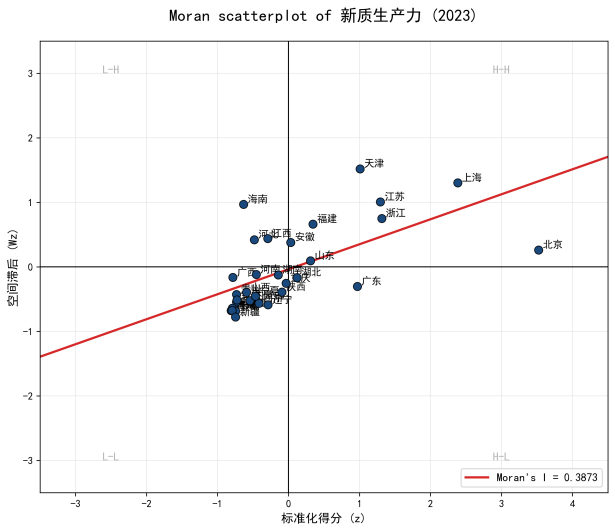 Moran scatterplot of 新质生产力 (2023)
L-H
H-H
天津
上海
海南
江苏
浙江
福建
江西
安徽
北京
山东
河南
湖北
广西
广东
陕西
辽宁
新疆
L-L
H-L
Moran's I = 0.3873
3
2
1
0
−1
−2
−3
−3
−2
−1
0
1
2
3
4
空间滞后 (Wz)
标准化得分 (z)